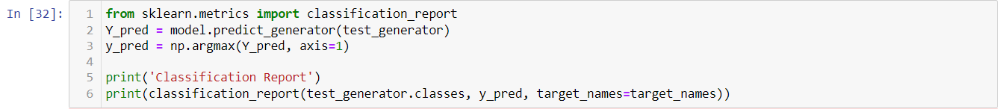 In [32]:
1 from sklearn.metrics import classification_report
2 Y_pred = model.predict_generator(test_generator)
3 y_pred = np.argmax(Y_pred, axis=1)
4
5 print('Classification Report')
6 print(classification_report(test_generator.classes, y_pred, target_names=target_names))